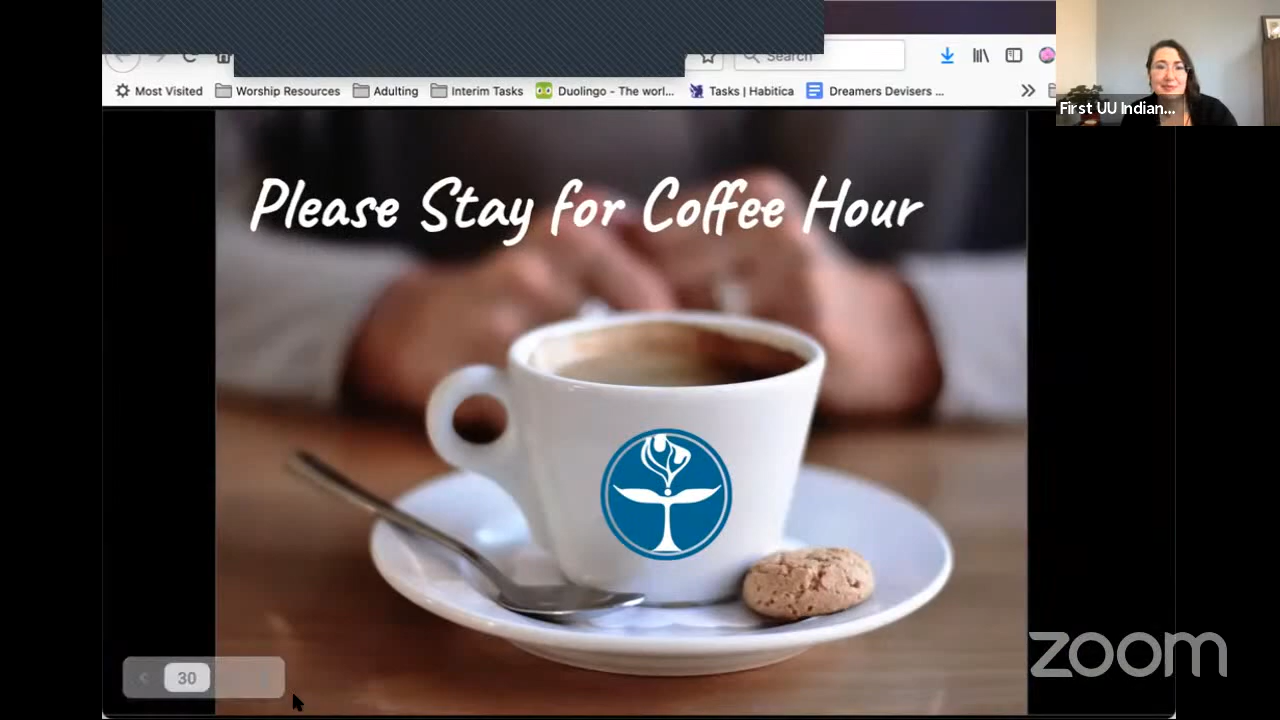 Search
Most Visited
Worship Resources
Adulting
Interim Tasks
Duolingo - The worl...
Tasks | Habitica
Dreamers Devisers ...
First UU Indian...
Please Stay for Coffee Hour
30
zoom